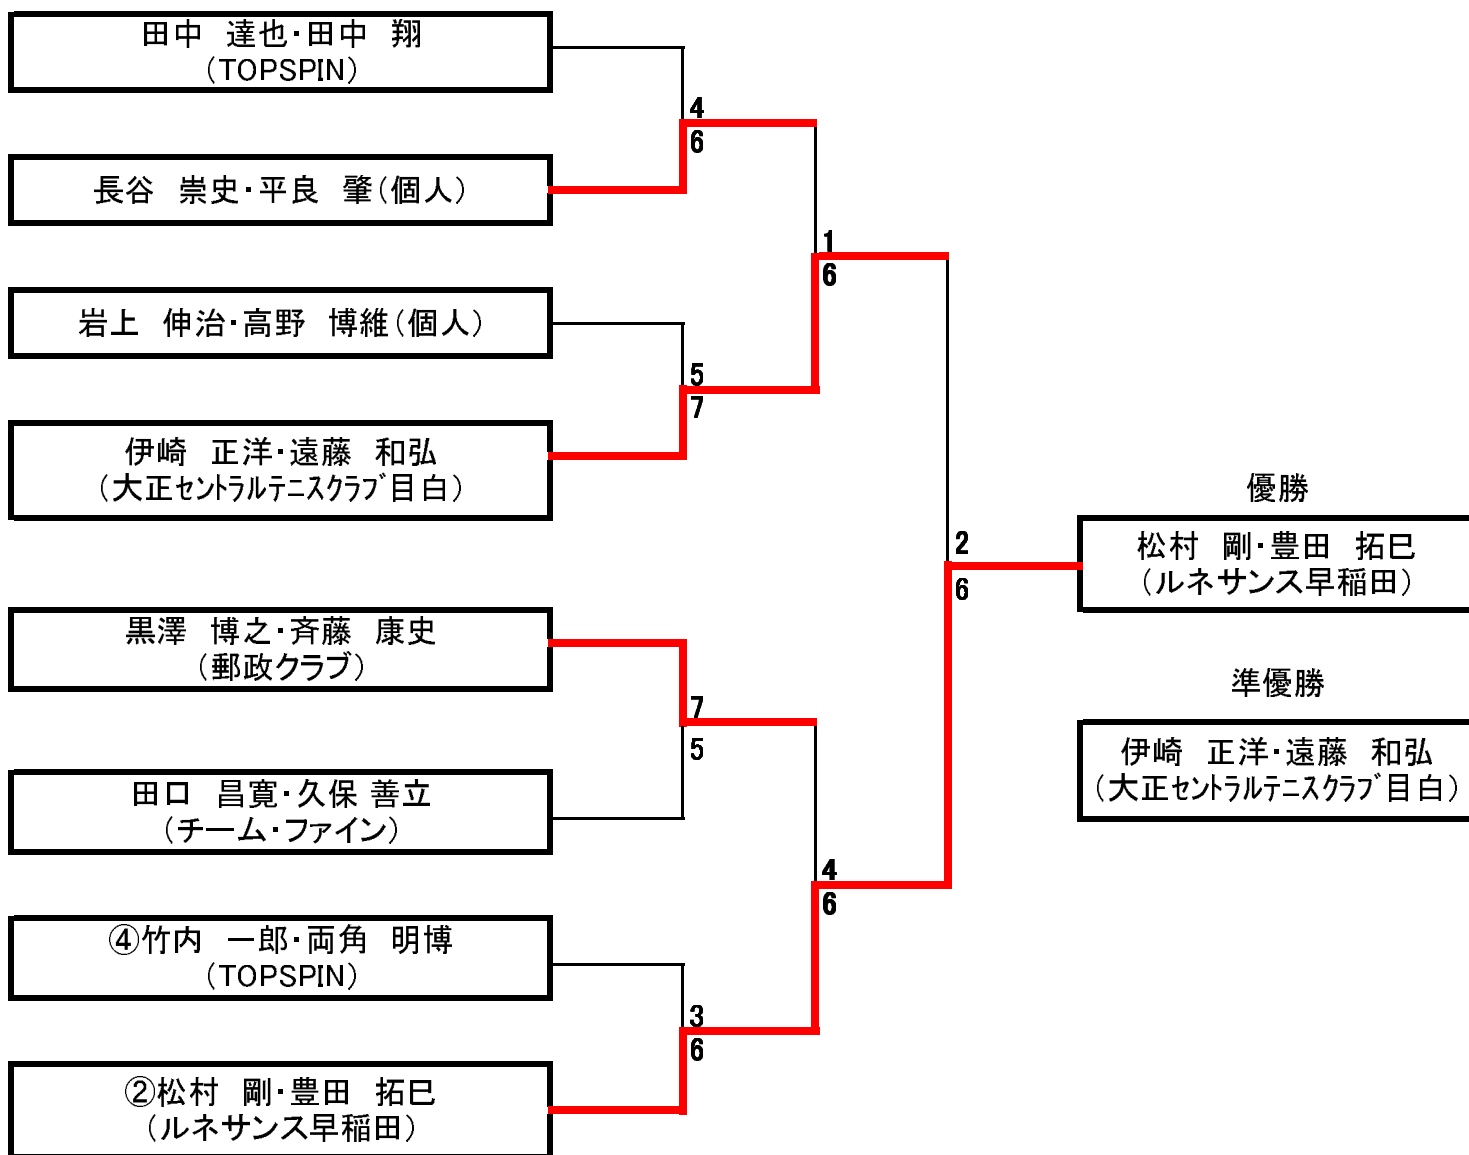 田中　達也・田中　翔
（TOPSPIN）
4
6
長谷　崇史・平良　肇（個人）
1
6
岩上　伸治・高野　博維（個人）
5
7
伊崎　正洋・遠藤　和弘
（大正ｾﾝﾄﾗﾙﾃﾆｽｸﾗﾌﾞ目白）
優勝
2
6
松村　剛・豊田　拓巳
（ルネサンス早稲田）
黒澤　博之・斉藤　康史
（郵政クラブ）
準優勝
7
5
伊崎　正洋・遠藤　和弘
（大正ｾﾝﾄﾗﾙﾃﾆｽｸﾗﾌﾞ目白）
田口　昌寛・久保 善立
（チーム・ファイン）
4
6
④竹内　一郎・両角　明博
（TOPSPIN）
3
6
②松村　剛・豊田　拓巳
（ルネサンス早稲田）